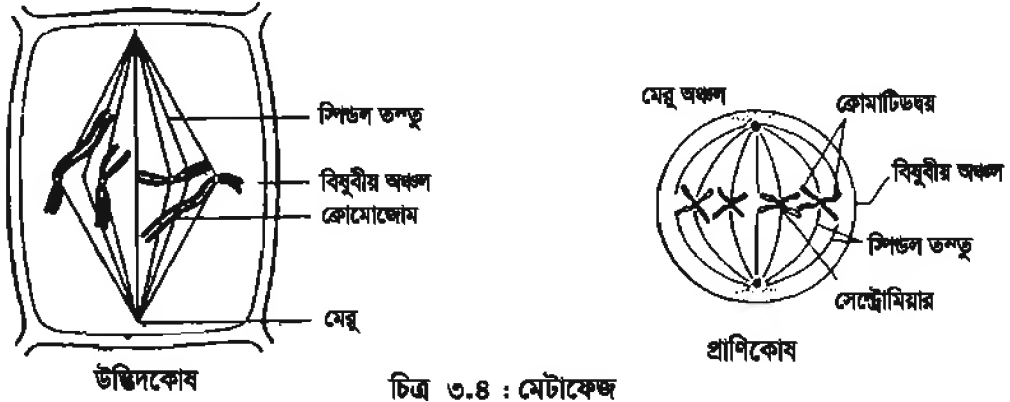 স্পিন্ডল তন্তু
বিষুবীয় অঞ্চল
ক্রোমোজোম
মেরু
উদ্ভিদকোষ
মেরু অঞ্চল
ক্রোমাটিডদ্বয়
বিষুবীয় অঞ্চল
স্পিন্ডল তন্তু
সেন্ট্রোমিয়ার
প্রাণিকোষ
চিত্র ৩.৪ : মেটাফেজ